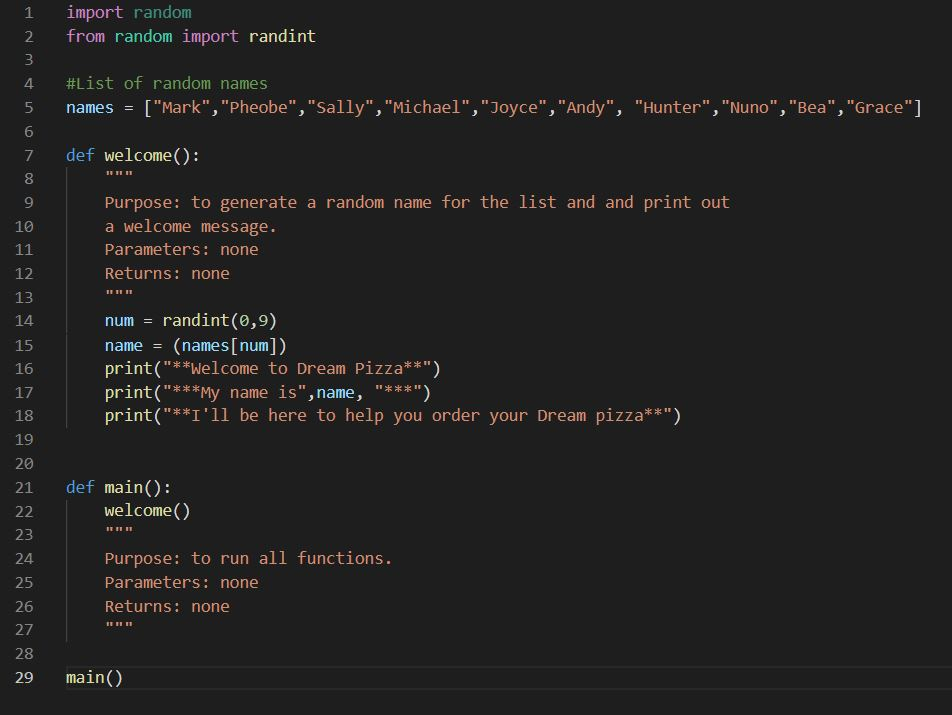 1 import random
2 from random import randint
3
4 #List of random names
5 names = ["Mark","Pheobe","Sally","Michael","Joyce","Andy", "Hunter","Nuno","Bea","Grace"]
6
7 def welcome():
8     """
9     Purpose: to generate a random name for the list and and print out
10     a welcome message.
11     Parameters: none
12     Returns: none
13     """
14     num = randint(0,9)
15     name = (names[num])
16     print("**Welcome to Dream Pizza**")
17     print("***My name is",name, "***")
18     print("**I'll be here to help you order your Dream pizza**")
19
20
21 def main():
22     welcome()
23     """
24     Purpose: to run all functions.
25     Parameters: none
26     Returns: none
27     """
28
29 main()